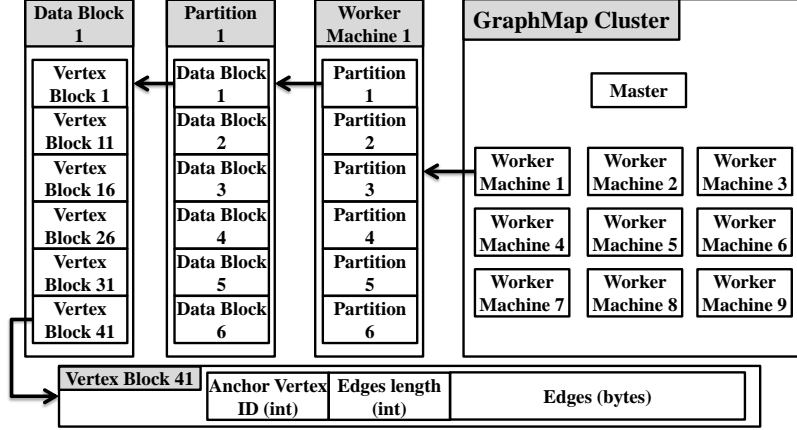 Data Block
1
Vertex
Block 1
Vertex
Block 11
Vertex
Block 16
Vertex
Block 26
Vertex
Block 31
Vertex
Block 41
Partition
1
Data Block
1
Data Block
2
Data Block
3
Data Block
4
Data Block
5
Data Block
6
Worker
Machine 1
Partition
1
Partition
2
Partition
3
Partition
4
Partition
5
Partition
6
GraphMap Cluster
Master
Worker
Machine 1
Worker
Machine 2
Worker
Machine 3
Worker
Machine 4
Worker
Machine 5
Worker
Machine 6
Worker
Machine 7
Worker
Machine 8
Worker
Machine 9
Vertex Block 41
Anchor Vertex
ID (int)
Edges length
(int)
Edges (bytes)